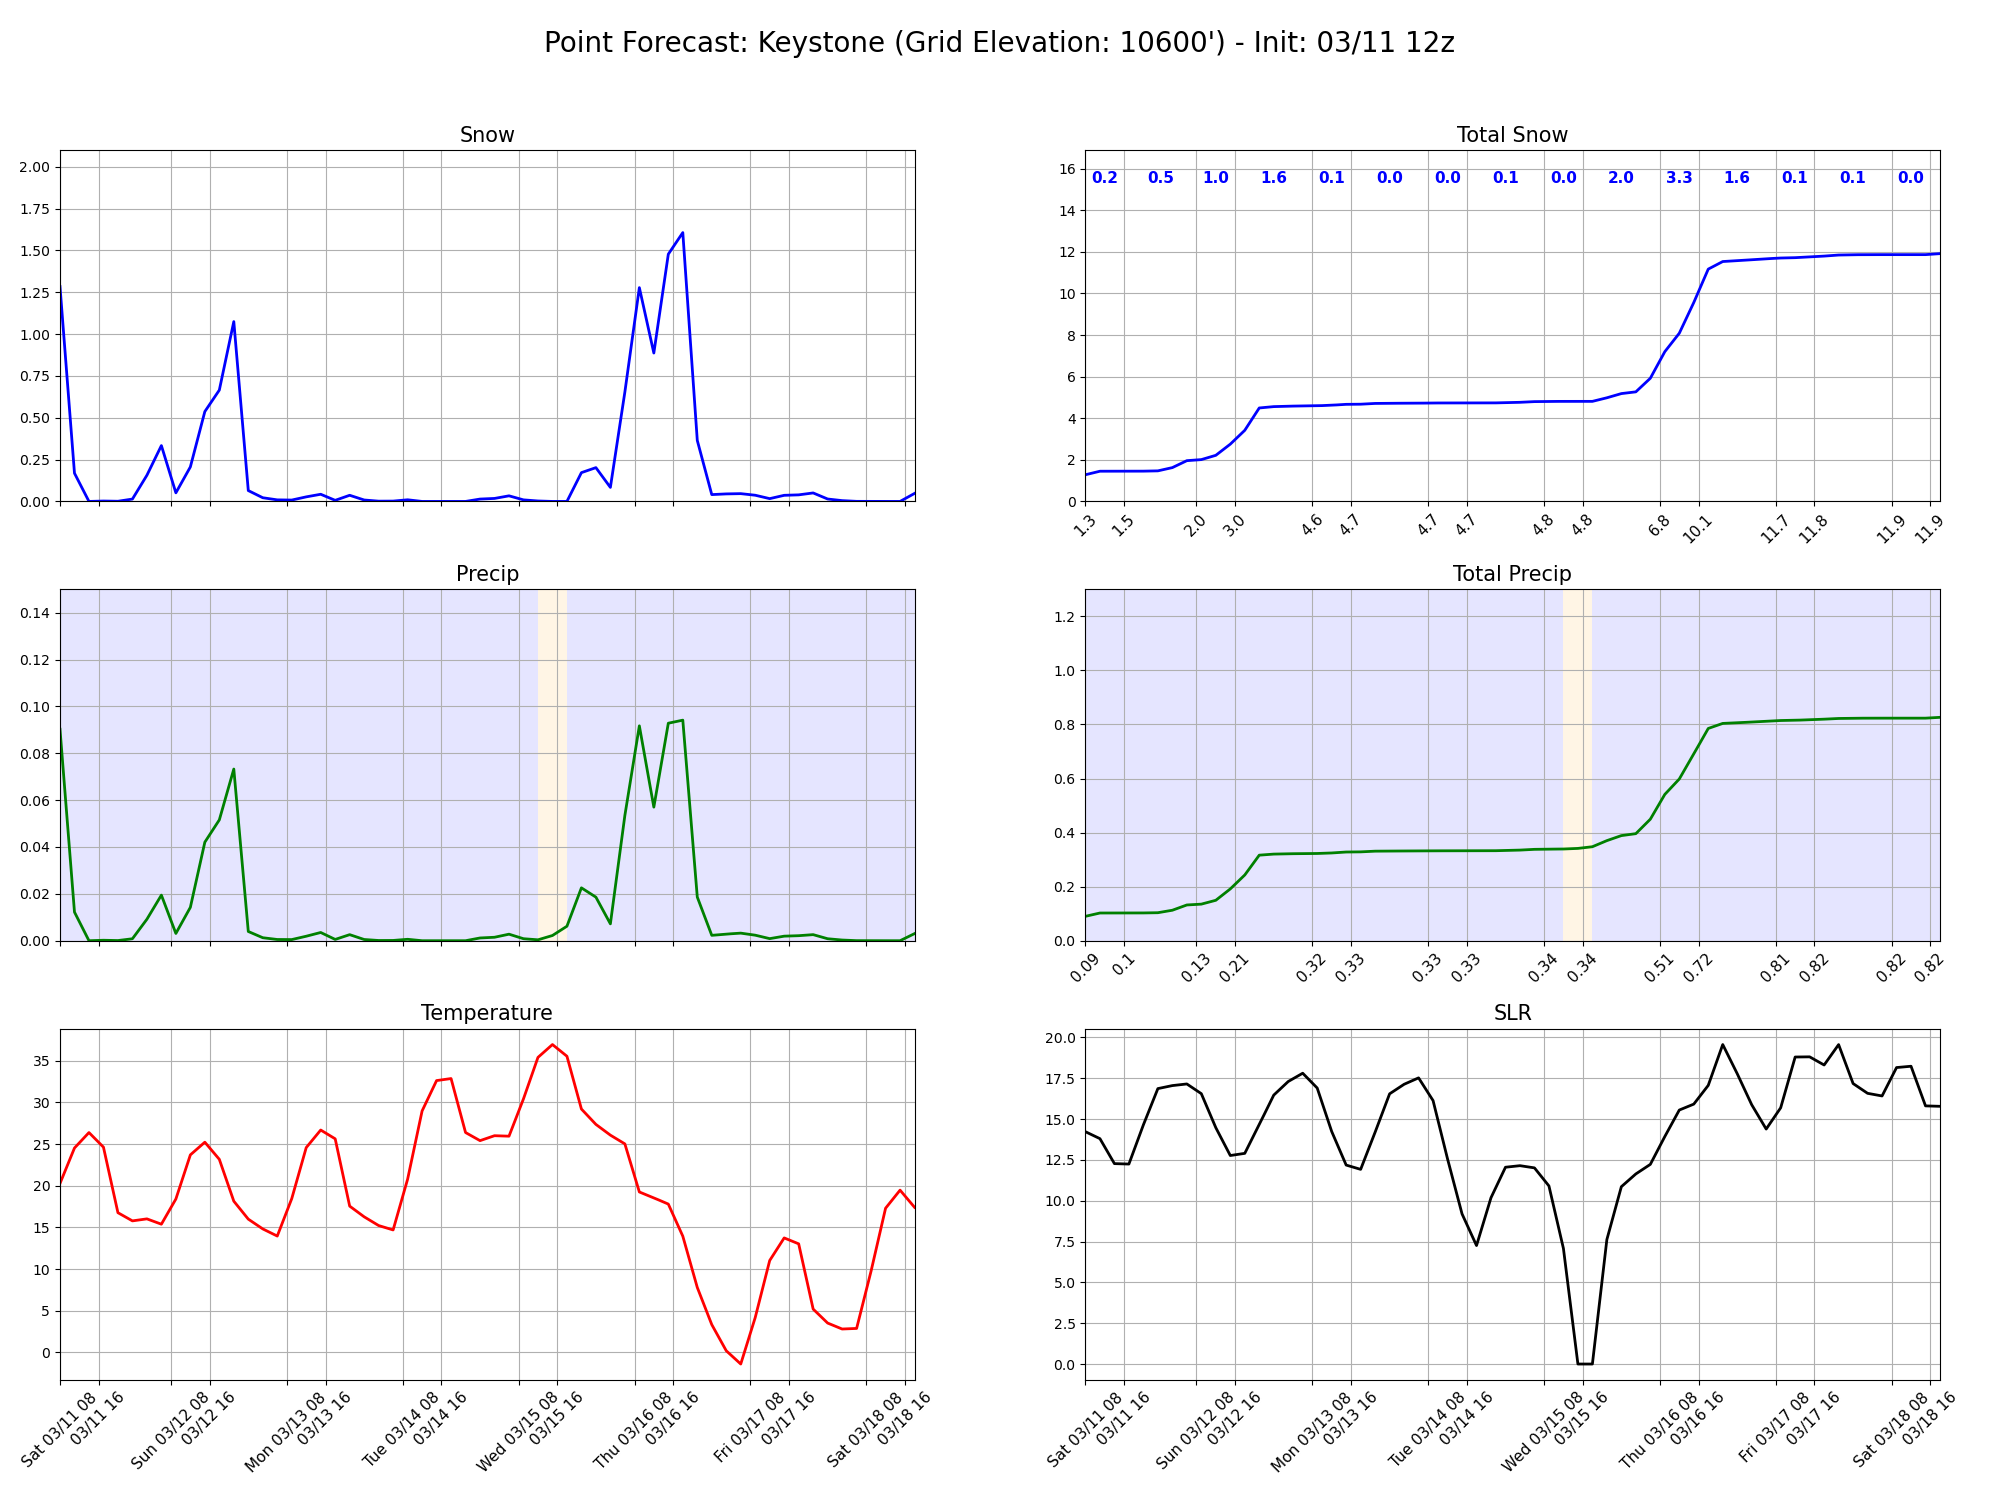 Point Forecast: Keystone (Grid Elevation: 10600') - Init: 03/11 12z
Snow
2.00
1.75
1.50
1.25
1.00
0.75
0.50
0.25
0.00
Total Snow
16
14
12
10
8
6
4
2
0
0.2 0.5 1.0 1.6 0.1 0.0 0.0 0.1 0.0 2.0 3.3 1.6 0.1 0.1 0.0
1.3 1.5 2.0 3.0 4.6 4.7 4.7 4.7 4.8 4.8 6.8 10.1 11.7 11.8 11.9 11.9
Precip
0.14
0.12
0.10
0.08
0.06
0.04
0.02
0.00
Total Precip
1.2
1.0
0.8
0.6
0.4
0.2
0.0
0.09 0.1 0.13 0.21 0.32 0.33 0.33 0.33 0.34 0.34 0.51 0.72 0.81 0.82 0.82 0.82
Temperature
35
30
25
20
15
10
5
0
Sat 03/11 08
03/11 16
Sun 03/12 08
03/12 16
Mon 03/13 08
03/13 16
Tue 03/14 08
03/14 16
Wed 03/15 08
03/15 16
Thu 03/16 08
03/16 16
Fri 03/17 08
03/17 16
Sat 03/18 08
03/18 16
SLR
20.0
17.5
15.0
12.5
10.0
7.5
5.0
2.5
0.0
Sat 03/11 08
03/11 16
Sun 03/12 08
03/12 16
Mon 03/13 08
03/13 16
Tue 03/14 08
03/14 16
Wed 03/15 08
03/15 16
Thu 03/16 08
03/16 16
Fri 03/17 08
03/17 16
Sat 03/18 08
03/18 16